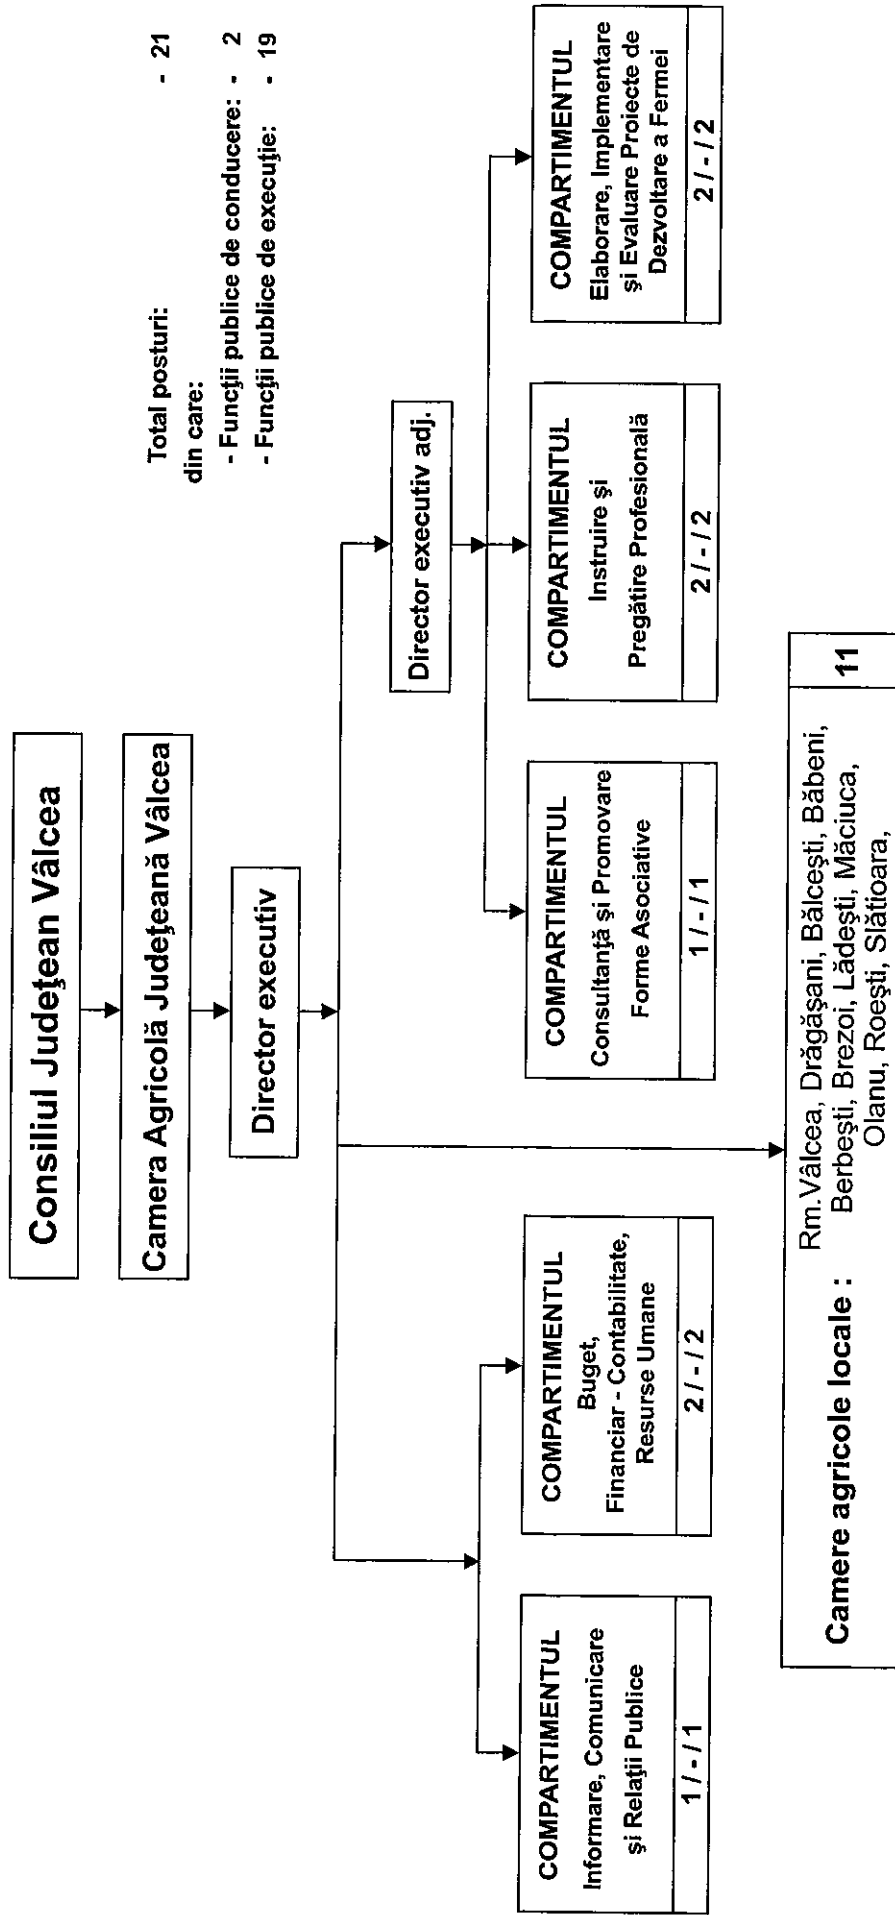 Consiliul Judeţean Vâlcea
Camera Agricolă Judeţeană Vâlcea
Director executiv
Total posturi: - 21
din care:
- Funcţii publice de conducere: - 2
- Funcţii publice de execuţie: - 19
Director executiv adj.
COMPARTIMENTUL
Informare, Comunicare
şi Relaţii Publice
1 / - / 1
COMPARTIMENTUL
Buget,
Financiar - Contabilitate,
Resurse Umane
2 / - / 2
COMPARTIMENTUL
Consultanţă şi Promovare
Forme Asociative
1 / - / 1
COMPARTIMENTUL
Instruire şi
Pregătire Profesională
2 / - / 2
COMPARTIMENTUL
Elaborare, Implementare
şi Evaluare Proiecte de
Dezvoltare a Fermei
2 / - / 2
Camere agricole locale :
Rm.Vâlcea, Drăgăşani, Bălceşti, Băbeni,
Berbeşti, Brezoi, Lădeşti, Măciuca,
Olanu, Roeşti, Slătioara,
11